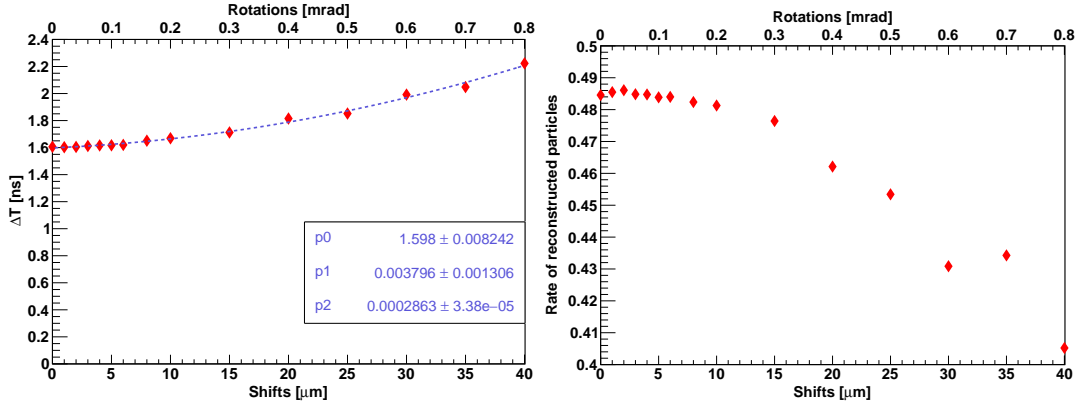 Rotations [mrad]
0 0.1 0.2 0.3 0.4 0.5 0.6 0.7 0.8
2.4
2.2
2
1.8
1.6
1.4
1.2
1
0.8
0.6
0.4
0.2
0
ΔT [ns]
p0 1.598 ± 0.008242
p1 0.003796 ± 0.001306
p2 0.0002863 ± 3.38e−05
0 5 10 15 20 25 30 35 40
Shifts [μm]
Rotations [mrad]
0 0.1 0.2 0.3 0.4 0.5 0.6 0.7 0.8
0.5
0.49
0.48
0.47
0.46
0.45
0.44
0.43
0.42
0.41
0.4
Rate of reconstructed particles
0 5 10 15 20 25 30 35 40
Shifts [μm]